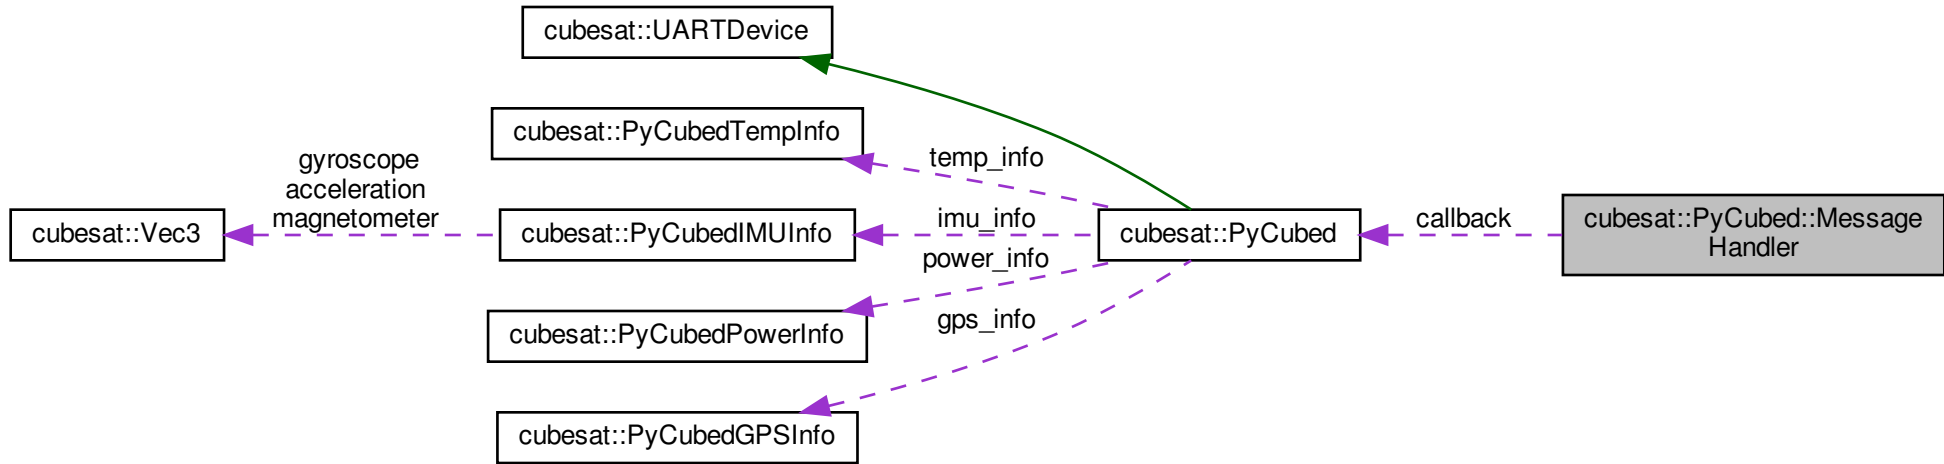 cubesat::UARTDevice
cubesat::PyCubedTempInfo
temp_info
gyroscope
acceleration
magnetometer
cubesat::Vec3
cubesat::PyCubedIMUInfo
imu_info
cubesat::PyCubed
callback
cubesat::PyCubed::Message
Handler
power_info
cubesat::PyCubedPowerInfo
gps_info
cubesat::PyCubedGPSInfo